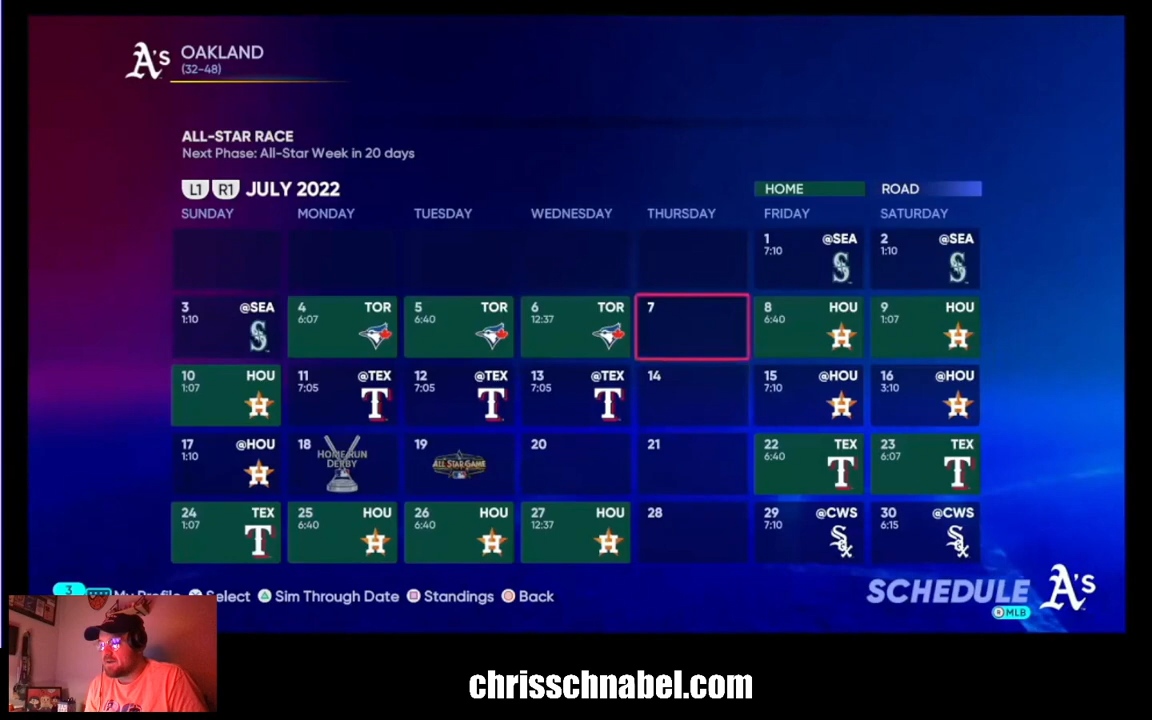 A's OAKLAND
(32-48)
ALL-STAR RACE
Next Phase: All-Star Week in 20 days
L1 R1 JULY 2022
HOME ROAD
SUNDAY MONDAY TUESDAY WEDNESDAY THURSDAY FRIDAY SATURDAY
1 @SEA 2 @SEA
7:10 1:10
3 @SEA 4 TOR 5 TOR 6 TOR 7 8 HOU 9 HOU
1:10 6:07 6:40 12:37 6:40 1:07
10 HOU 11 @TEX 12 @TEX 13 @TEX 14 15 @HOU 16 @HOU
1:07 7:05 7:05 7:05 7:10 3:10
17 @HOU 18 19 20 21 22 TEX 23 TEX
1:10 HOME RUN DERBY ALL STAR GAME 6:40 6:07
24 TEX 25 HOU 26 HOU 27 HOU 28 29 @CWS 30 @CWS
1:07 6:40 6:40 12:37 7:10 6:15
3 My Profile Select Sim Through Date Standings Back
SCHEDULE A's
MLB
chrisschnabel.com